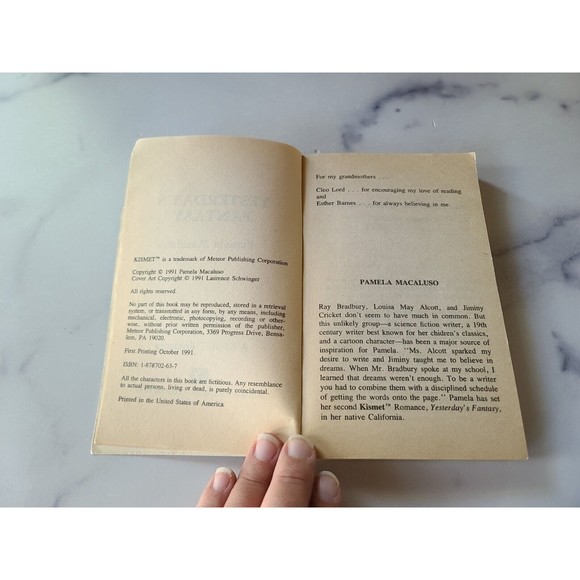 KISMET™ is a trademark of Meteor Publishing Corporation
Copyright © 1991 Pamela Macaluso
Cover Art Copyright © 1991 Laurence Schwinger
All rights reserved.
No part of this book may be reproduced, stored in a retrieval
system, or transmitted in any form, by any means, including
mechanical, electronic, photocopying, recording or other-
wise, without prior written permission of the publisher,
Meteor Publishing Corporation, 3369 Progress Drive, Bensa-
lem, PA 19020.
First Printing October 1991.
ISBN: 1-878702-63-7
All the characters in this book are fictitious. Any resemblance
to actual persons, living or dead, is purely coincidental.
Printed in the United States of America
For my grandmothers . . .
Cleo Lord . . . for encouraging my love of reading
and
Esther Barnes . . . for always believing in me.
PAMELA MACALUSO
Ray Bradbury, Louisa May Alcott, and Jiminy
Cricket don't seem to have much in common. But
this unlikely group—a science fiction writer, a 19th
century writer best known for her chidren's classics,
and a cartoon character—has been a major source of
inspiration for Pamela. "Ms. Alcott sparked my
desire to write and Jiminy taught me to believe in
dreams. When Mr. Bradbury spoke at my school, I
learned that dreams weren't enough. To be a writer
you had to combine them with a disciplined schedule
of getting the words onto the page." Pamela has set
her second Kismet™ Romance, Yesterday's Fantasy,
in her native California.